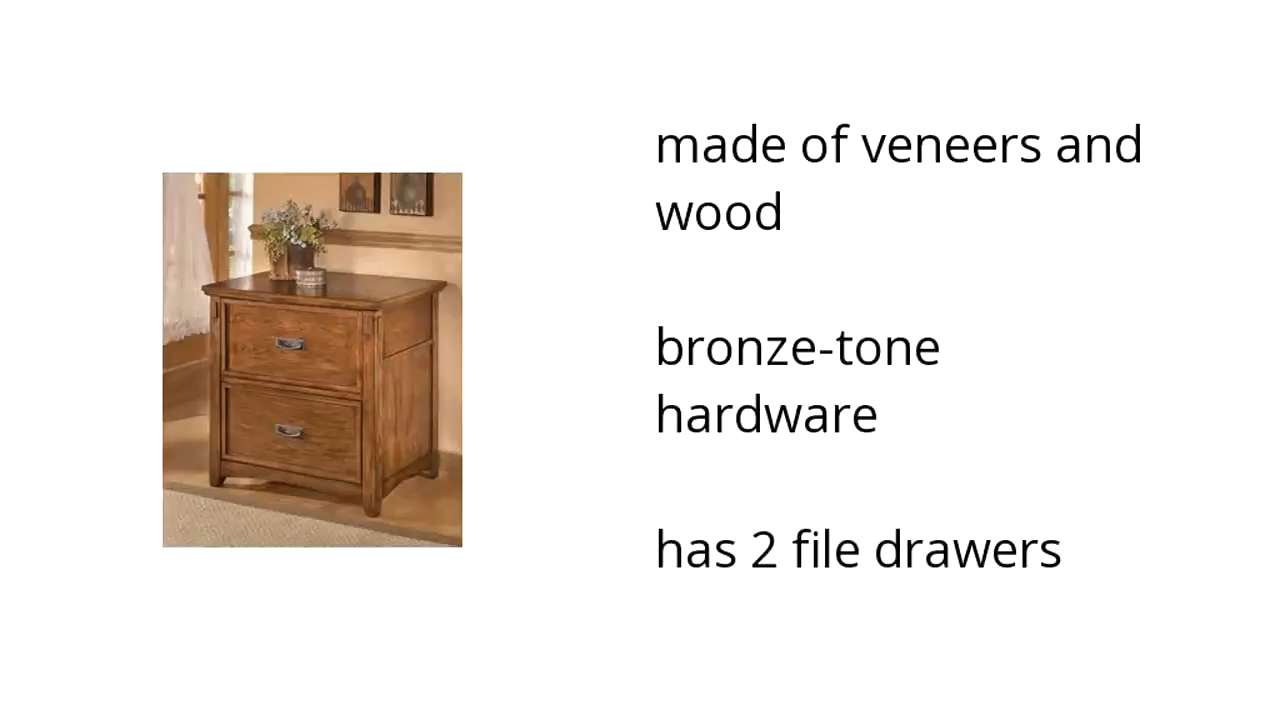 made of veneers and
wood
bronze-tone
hardware
has 2 file drawers